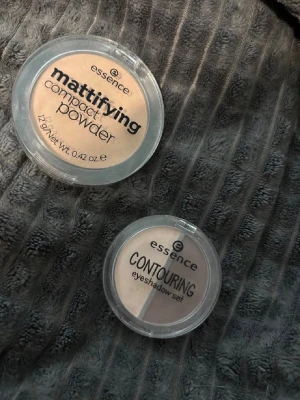 essence
mattifying
compact
powder
12 g/Net Wt. 0.42 oz e
essence
CONTOURING
eyeshadow set